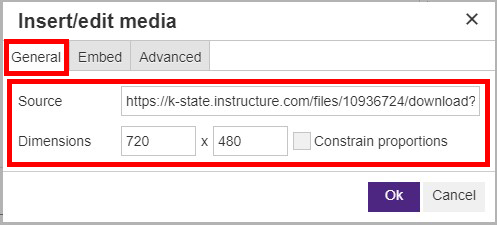 Insert/edit media ×
General Embed Advanced
Source https://k-state.instructure.com/files/10936724/download?
Dimensions 720 x 480 Constrain proportions
Ok Cancel